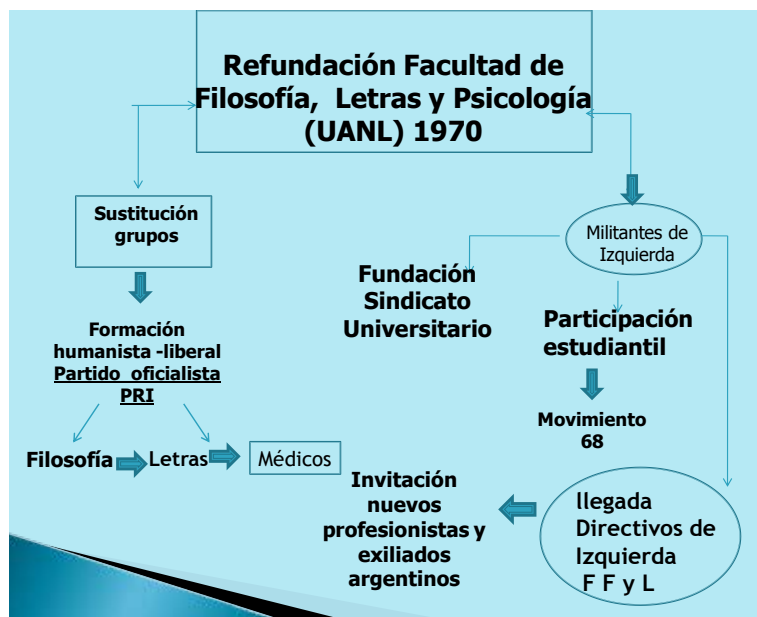 Refundación Facultad de
Filosofía, Letras y Psicología
(UANL) 1970
Sustitución
grupos
Formación
humanista -liberal
Partido oficialista
PRI
Filosofía
Letras
Médicos
Militantes de
Izquierda
Fundación
Sindicato
Universitario
Participación
estudiantil
Movimiento
68
llegada
Directivos de
Izquierda
F F y L
Invitación
nuevos
profesionistas y
exiliados
argentinos